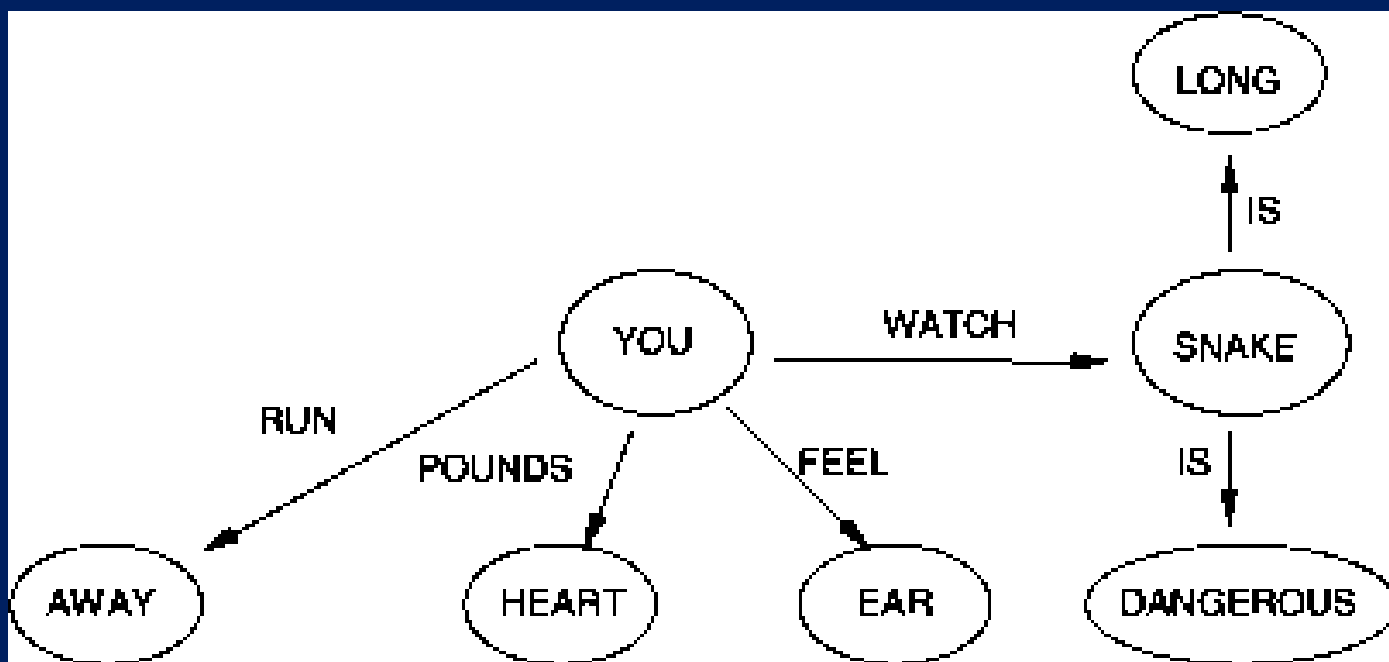 LONG
IS
YOU
WATCH
SNAKE
RUN
POUNDS
FEEL
IS
AWAY
HEART
EAR
DANGEROUS